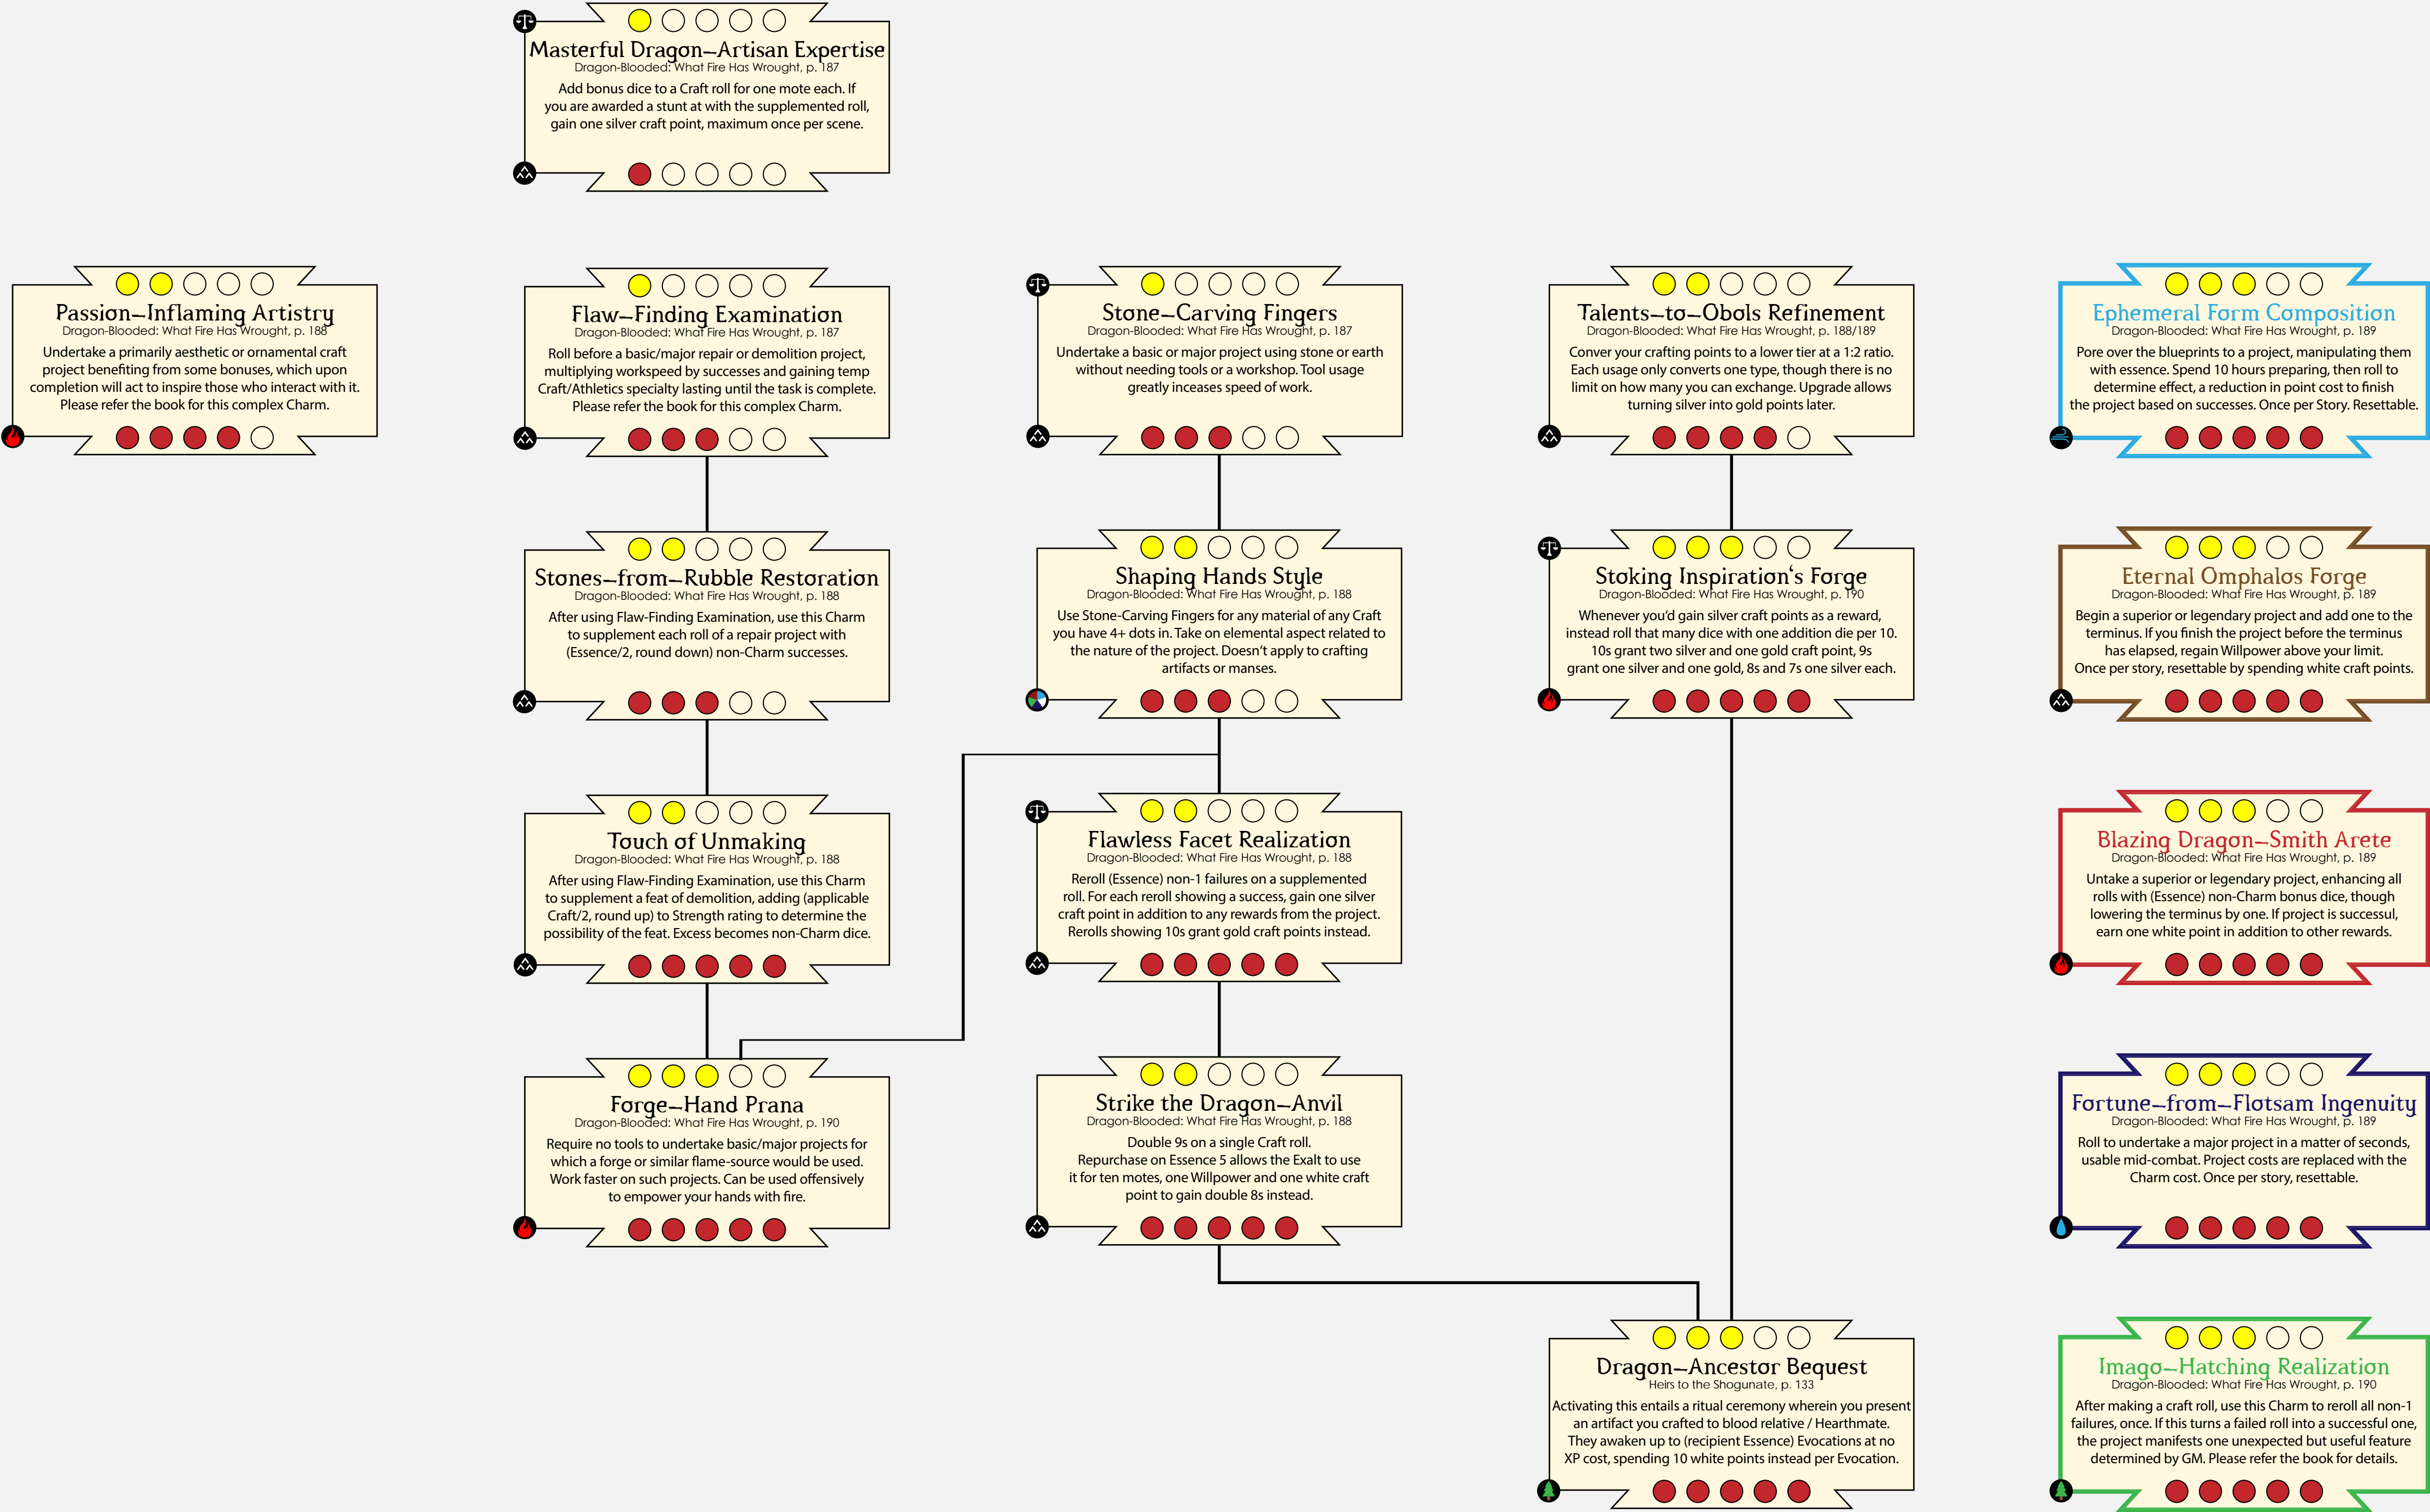 Masterful Dragon–Artisan Expertise
Dragon-Blooded: What Fire Has Wrought, p. 187
Add bonus dice to a Craft roll for one mote each. If
you are awarded a stunt at with the supplemented roll,
gain one silver craft point, maximum once per scene.
Passion–Inflaming Artistry
Dragon-Blooded: What Fire Has Wrought, p. 188
Undertake a primarily aesthetic or ornamental craft
project benefiting from some bonuses, which upon
completion will act to inspire those who interact with it.
Please refer the book for this complex Charm.
Flaw–Finding Examination
Dragon-Blooded: What Fire Has Wrought, p. 187
Roll before a basic/major repair or demolition project,
multiplying workspeed by successes and gaining temp
Craft/Athletics specialty lasting until the task is complete.
Please refer the book for this complex Charm.
Stone–Carving Fingers
Dragon-Blooded: What Fire Has Wrought, p. 187
Undertake a basic or major project using stone or earth
without needing tools or a workshop. Tool usage
greatly inceases speed of work.
Talents–to–Obols Refinement
Dragon-Blooded: What Fire Has Wrought, p. 188/189
Conver your crafting points to a lower tier at a 1:2 ratio.
Each usage only converts one type, though there is no
limit on how many you can exchange. Upgrade allows
turning silver into gold points later.
Ephemeral Form Composition
Dragon-Blooded: What Fire Has Wrought, p. 189
Pore over the blueprints to a project, manipulating them
with essence. Spend 10 hours preparing, then roll to
determine effect, a reduction in point cost to finish
the project based on successes. Once per Story. Resettable.
Stones–from–Rubble Restoration
Dragon-Blooded: What Fire Has Wrought, p. 188
After using Flaw-Finding Examination, use this Charm
to supplement each roll of a repair project with
(Essence/2, round down) non-Charm successes.
Shaping Hands Style
Dragon-Blooded: What Fire Has Wrought, p. 188
Use Stone-Carving Fingers for any material of any Craft
you have 4+ dots in. Take on elemental aspect related to
the nature of the project. Doesn't apply to crafting
artifacts or manses.
Stoking Inspiration's Forge
Dragon-Blooded: What Fire Has Wrought, p. 190
Whenever you'd gain silver craft points as a reward,
instead roll that many dice with one addition die per 10.
10s grant two silver and one gold craft point, 9s
grant one silver and one gold, 8s and 7s one silver each.
Eternal Omphalos Forge
Dragon-Blooded: What Fire Has Wrought, p. 189
Begin a superior or legendary project and add one to the
terminus. If you finish the project before the terminus
has elapsed, regain Willpower above your limit.
Once per story, resettable by spending white craft points.
Touch of Unmaking
Dragon-Blooded: What Fire Has Wrought, p. 188
After using Flaw-Finding Examination, use this Charm
to supplement a feat of demolition, adding (applicable
Craft/2, round up) to Strength rating to determine the
possibility of the feat. Excess becomes non-Charm dice.
Flawless Facet Realization
Dragon-Blooded: What Fire Has Wrought, p. 188
Reroll (Essence) non-1 failures on a supplemented
roll. For each reroll showing a success, gain one silver
craft point in addition to any rewards from the project.
Rerolls showing 10s grant gold craft points instead.
Blazing Dragon–Smith Arete
Dragon-Blooded: What Fire Has Wrought, p. 189
Untake a superior or legendary project, enhancing all
rolls with (Essence) non-Charm bonus dice, though
lowering the terminus by one. If project is successul,
earn one white point in addition to other rewards.
Forge–Hand Prana
Dragon-Blooded: What Fire Has Wrought, p. 190
Require no tools to undertake basic/major projects for
which a forge or similar flame-source would be used.
Work faster on such projects. Can be used offensively
to empower your hands with fire.
Strike the Dragon–Anvil
Dragon-Blooded: What Fire Has Wrought, p. 188
Double 9s on a single Craft roll.
Repurchase on Essence 5 allows the Exalt to use
it for ten motes, one Willpower and one white craft
point to gain double 8s instead.
Fortune–from–Flotsam Ingenuity
Dragon-Blooded: What Fire Has Wrought, p. 189
Roll to undertake a major project in a matter of seconds,
usable mid-combat. Project costs are replaced with the
Charm cost. Once per story, resettable.
Dragon–Ancestor Bequest
Heirs to the Shogunate, p. 133
Activating this entails a ritual ceremony wherein you present
an artifact you crafted to blood relative / Hearthmate.
They awaken up to (recipient Essence) Evocations at no
XP cost, spending 10 white points instead per Evocation.
Imago–Hatching Realization
Dragon-Blooded: What Fire Has Wrought, p. 190
After making a craft roll, use this Charm to reroll all non-1
failures, once. If this turns a failed roll into a successful one,
the project manifests one unexpected but useful feature
determined by GM. Please refer the book for details.